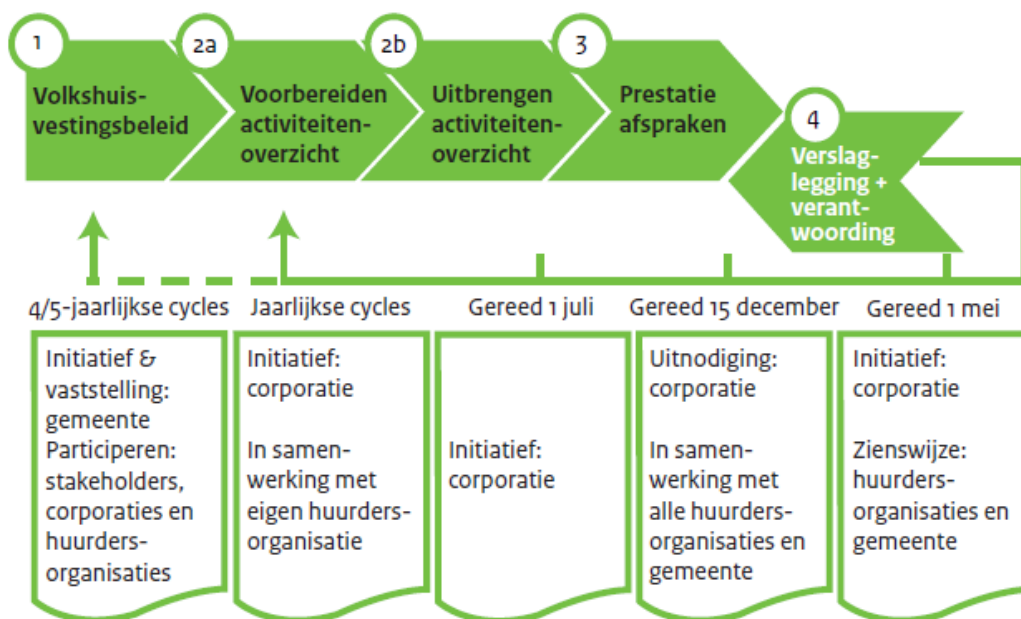 1
2a
2b
3
4
Volkshuis-
vestingsbeleid
Voorbereiden
activiteiten-
overzicht
Uitbrengen
activiteiten-
overzicht
Prestatie
afspraken
Verslag-
legging +
verant-
woording
4/5-jaarlijkse cycles
Jaarlijkse cycles
Gereed 1 juli
Gereed 15 december
Gereed 1 mei
Initiatief &
vaststelling:
gemeente
Participeren:
stakeholders,
corporaties en
huurders-
organisaties
Initiatief:
corporatie
In samen-
werking met
eigen huurders-
organisatie
Initiatief:
corporatie
Uitnodiging:
corporatie
In samen-
werking met
alle huurders-
organisaties en
gemeente
Initiatief:
corporatie
Zienswijze:
huurders-
organisaties en
gemeente